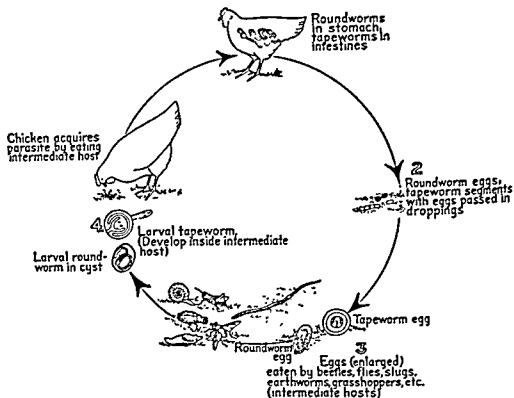 Roundworms
in stomach,
tapeworms in
intestines
2
Roundworm eggs,
tapeworm segments
with eggs passed in
droppings
Tapeworm egg
Roundworm
egg
3
Eggs (enlarged)
eaten by beetles, flies, slugs,
earthworms, grasshoppers, etc.
(intermediate hosts)
4
Larval tapeworm,
(Develop inside intermediate
host)
Larval round-
worm in cyst
Chicken acquires
parasite by eating
intermediate host